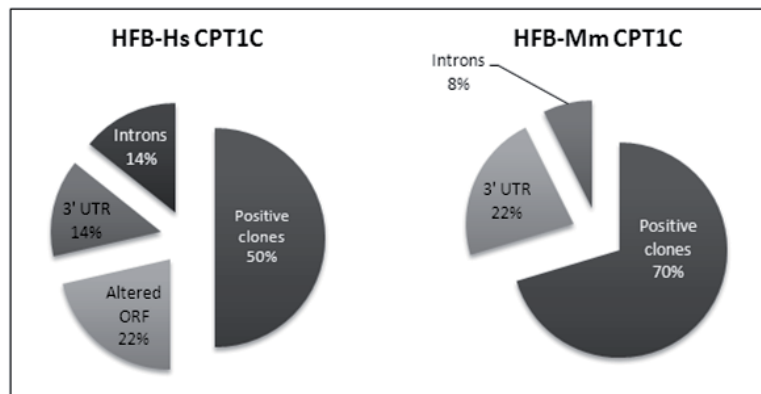 HFB-Hs CPT1C
Introns
14%
3' UTR
14%
Positive
clones
50%
Altered
ORF
22%
HFB-Mm CPT1C
Introns
8%
3' UTR
22%
Positive
clones
70%